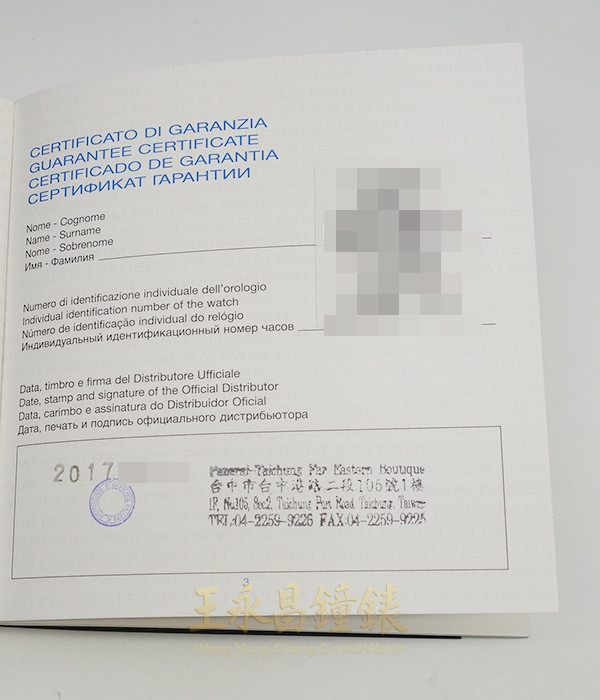 CERTIFICATO DI GARANZIA
GUARANTEE CERTIFICATE
CERTIFICADO DE GARANTIA
СЕРТИФИКАТ ГАРАНТИИ
Nome - Cognome
Name - Surname
Nome - Sobrenome
Имя - Фамилия
Numero di identificazione individuale dell'orologio
Individual identification number of the watch
Número de identificação individual do relógio
Индивидуальный идентификационный номер часов
Data, timbro e firma del Distributore Ufficiale
Date, stamp and signature of the Official Distributor
Data, carimbo e assinatura do Distribuidor Oficial
Дата, печать и подпись официального дистрибьютора
2017
Panerai Taichung Far Eastern Boutique
台中市台中港路二段105號1樓
1F, No.105, Sec.2, Taichung Port Road, Taichung, Taiwan
TEL:04-2259-9226 FAX:04-2259-9225
3
王永昌鐘錶